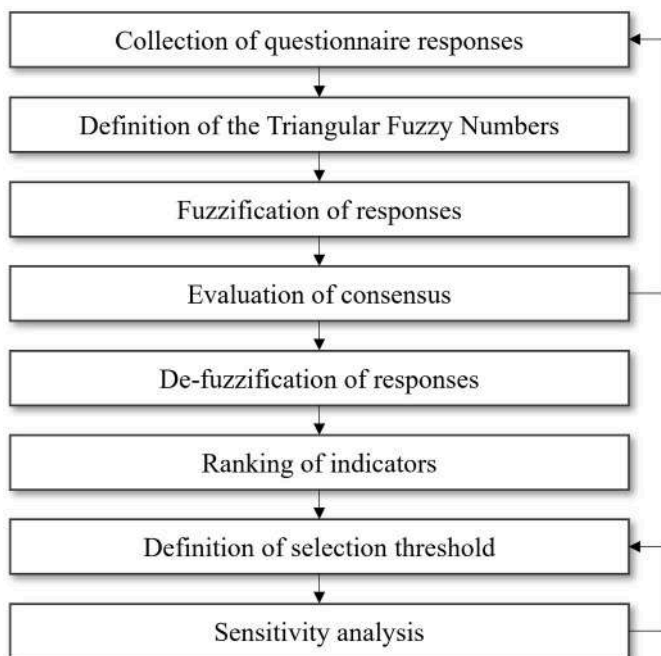 Collection of questionnaire responses
Definition of the Triangular Fuzzy Numbers
Fuzzification of responses
Evaluation of consensus
De-fuzzification of responses
Ranking of indicators
Definition of selection threshold
Sensitivity analysis